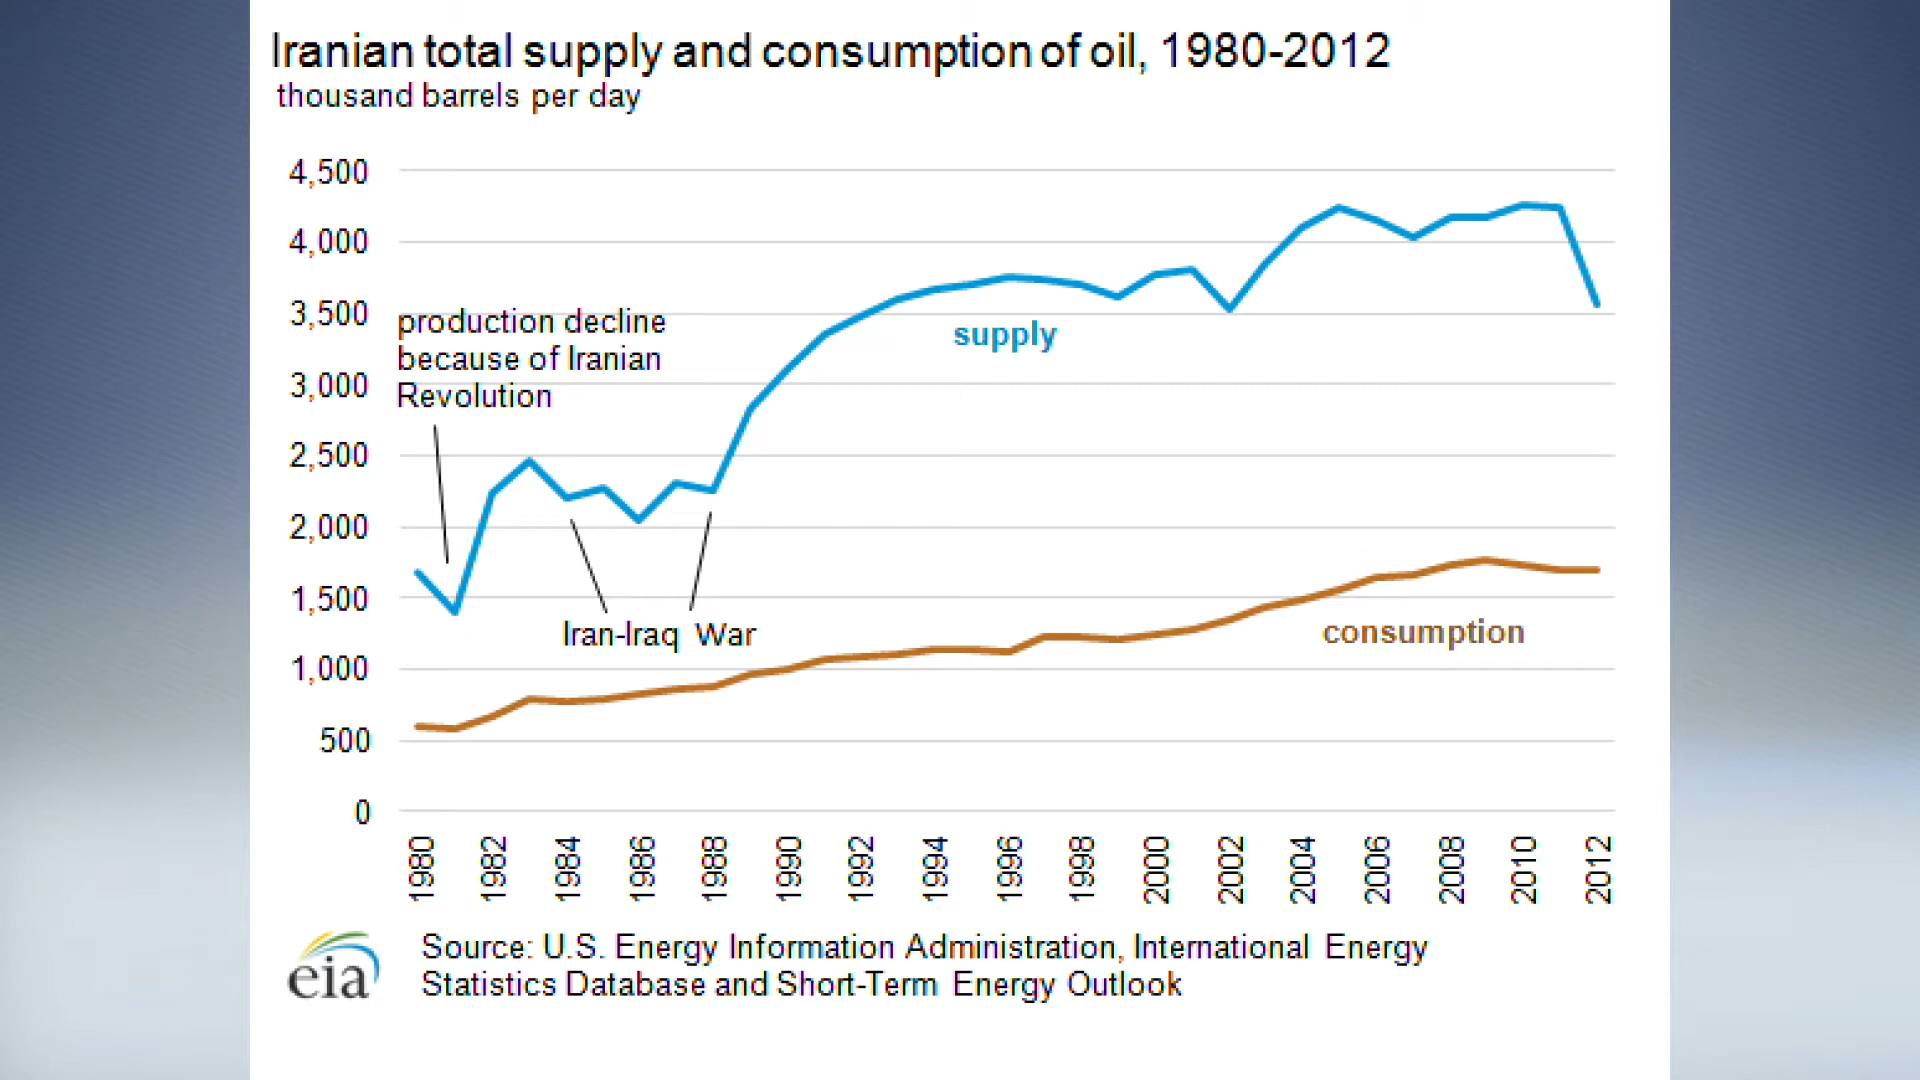 Iranian total supply and consumption of oil, 1980-2012
thousand barrels per day
4,500
4,000
3,500
3,000
2,500
2,000
1,500
1,000
500
0
production decline
because of Iranian
Revolution
Iran-Iraq War
supply
consumption
1980
1982
1984
1986
1988
1990
1992
1994
1996
1998
2000
2002
2004
2006
2008
2010
2012
eia
Source: U.S. Energy Information Administration, International Energy
Statistics Database and Short-Term Energy Outlook